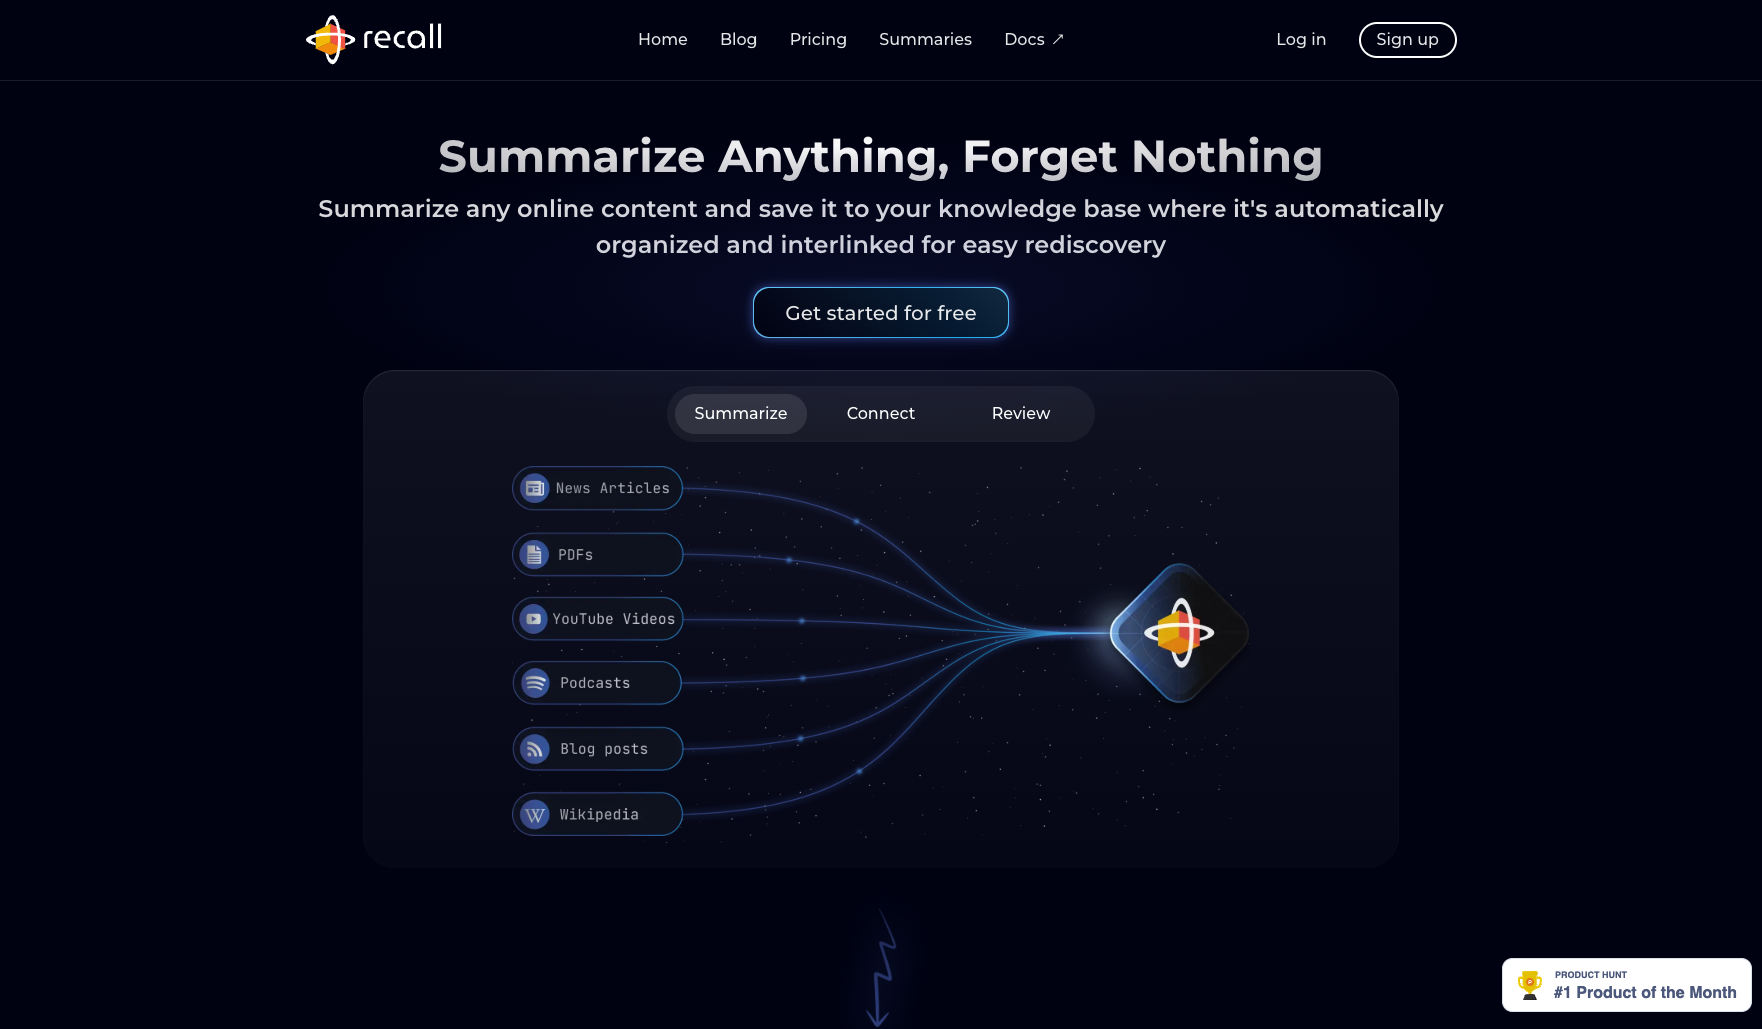 recall
Home
Blog
Pricing
Summaries
Docs ↗
Log in
Sign up
Summarize Anything, Forget Nothing
Summarize any online content and save it to your knowledge base where it's automatically
organized and interlinked for easy rediscovery
Get started for free
Summarize
Connect
Review
News Articles
PDFs
YouTube Videos
Podcasts
Blog posts
W Wikipedia
PRODUCT HUNT
#1 Product of the Month